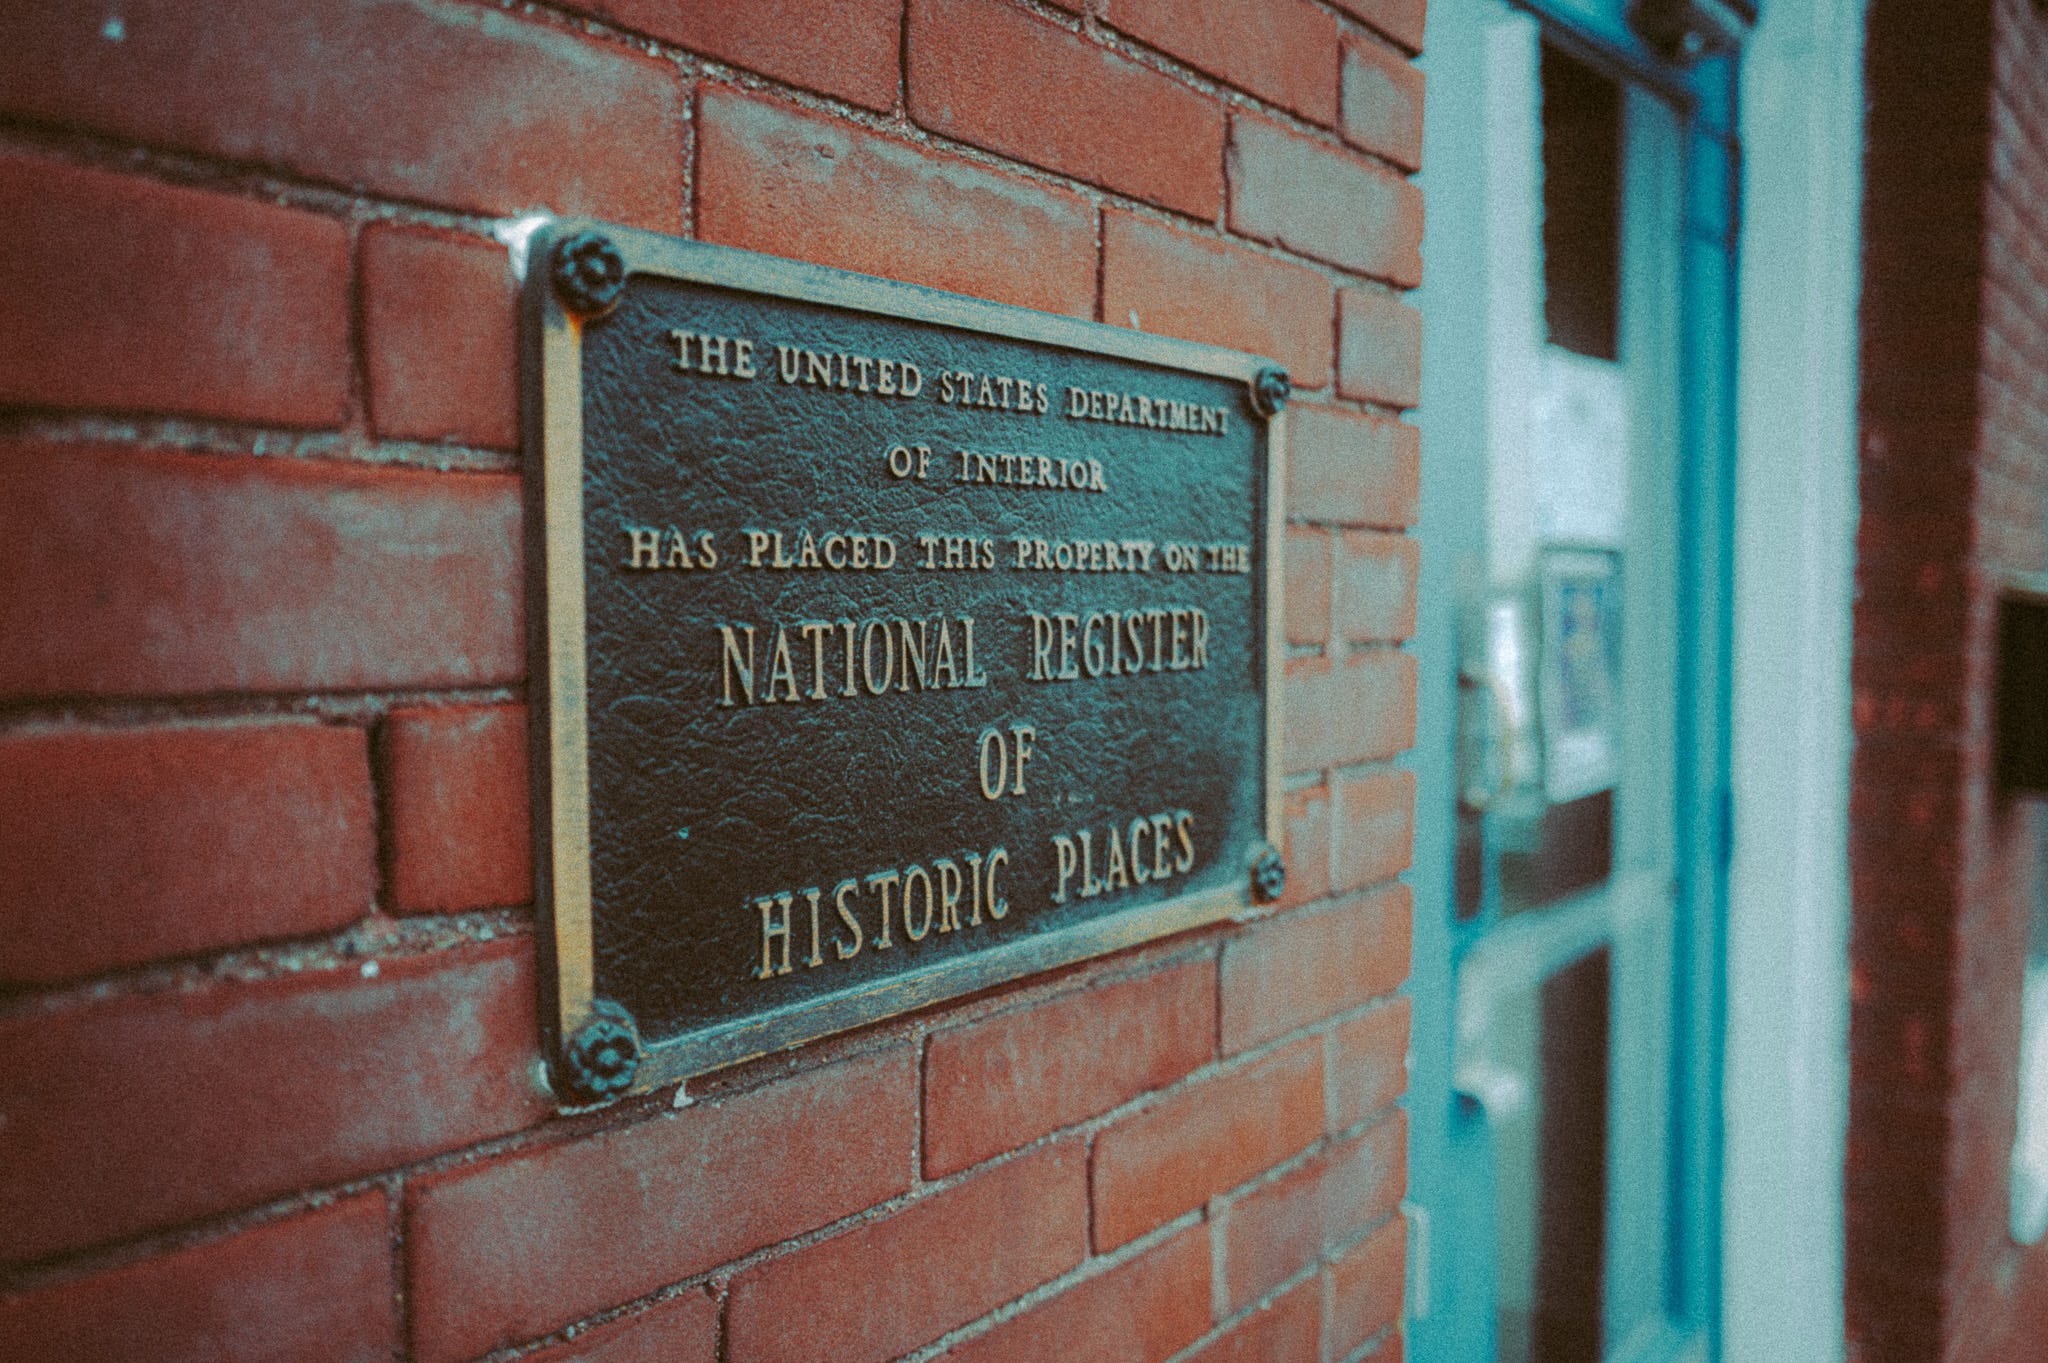 THE UNITED STATES DEPARTMENT
OF INTERIOR
HAS PLACED THIS PROPERTY ON THE
NATIONAL REGISTER
OF
HISTORIC PLACES